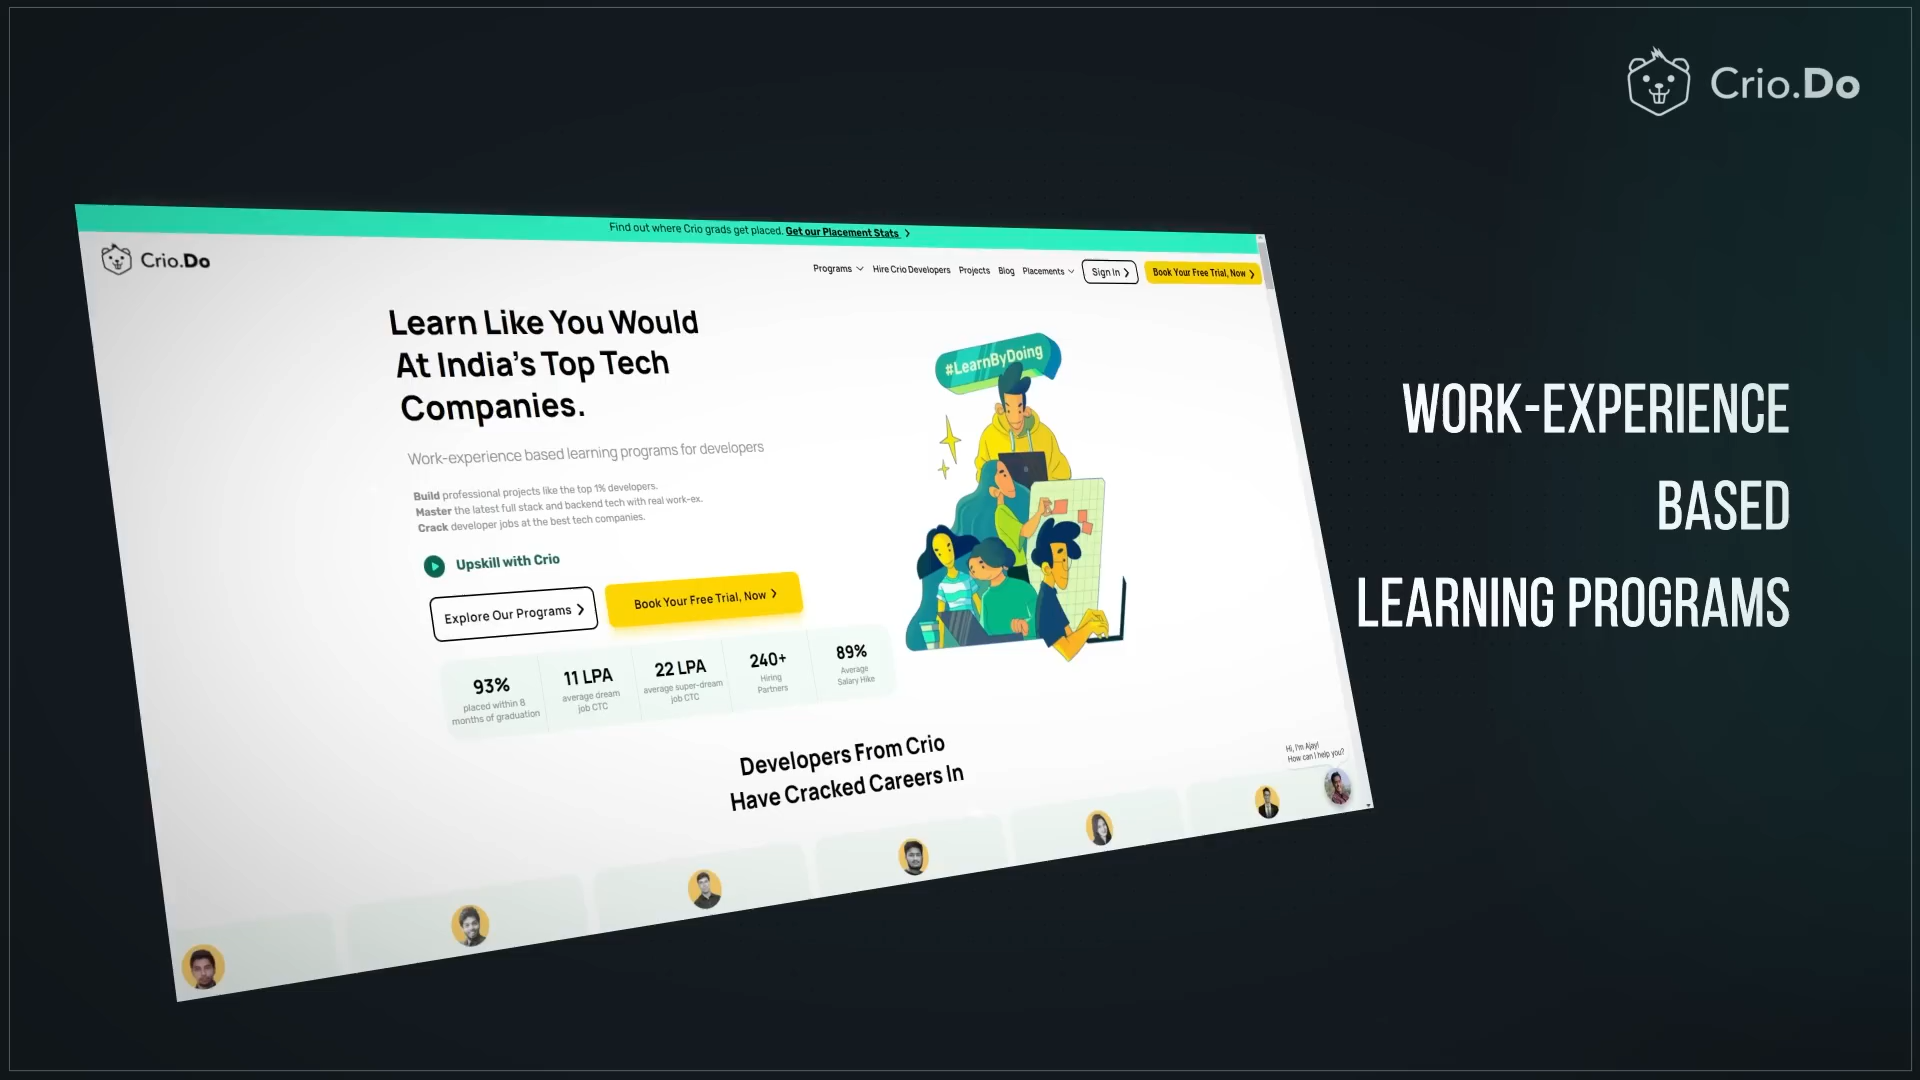 Crio.Do
Find out where Crio grads get placed. Get our Placement Stats >
Crio.Do
Programs
Hire Crio Developers
Projects
Blog
Placements
Sign In >
Book Your Free Trial, Now >
Learn Like You Would
At India's Top Tech
Companies.
Work-experience based learning programs for developers
Build professional projects like the top 1% developers.
Master the latest full stack and backend tech with real work-ex.
Crack developer jobs at the best tech companies.
Upskill with Crio
Explore Our Programs >
Book Your Free Trial, Now >
#LearnByDoing
93%
placed within 8
months of graduation
11 LPA
average dream
job CTC
22 LPA
average super-dream
job CTC
240+
Hiring
Partners
89%
Average
Salary Hike
Developers From Crio
Have Cracked Careers In
Hi, I'm Ajay!
How can I help you?
WORK-EXPERIENCE
BASED
LEARNING PROGRAMS